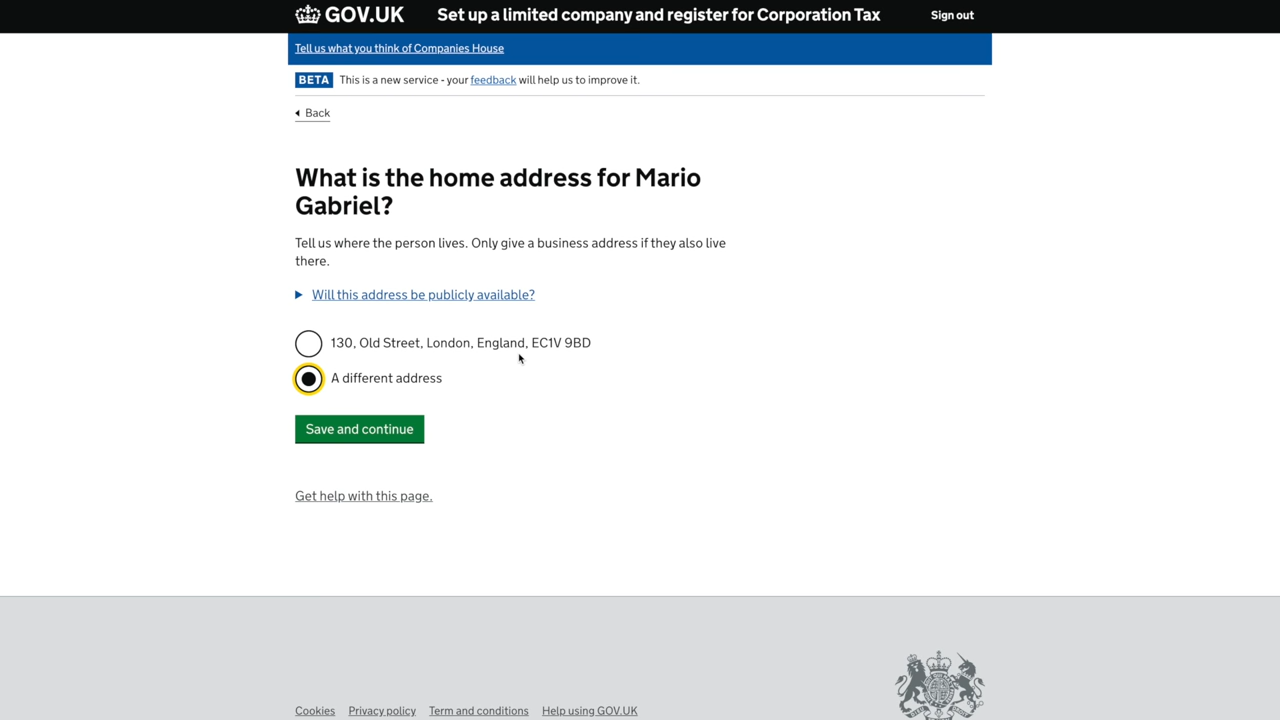 GOV.UK Set up a limited company and register for Corporation Tax Sign out
Tell us what you think of Companies House
BETA This is a new service - your feedback will help us to improve it.
Back
What is the home address for Mario
Gabriel?
Tell us where the person lives. Only give a business address if they also live
there.
Will this address be publicly available?
130, Old Street, London, England, EC1V 9BD
A different address
Save and continue
Get help with this page.
Cookies Privacy policy Term and conditions Help using GOV.UK